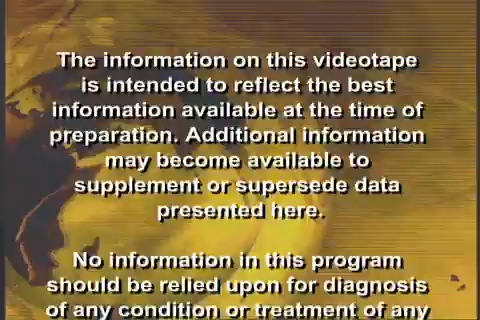 The information on this videotape
is intended to reflect the best
information available at the time of
preparation. Additional information
may become available to
supplement or supersede data
presented here.
No information in this program
should be relied upon for diagnosis
of any condition or treatment of any